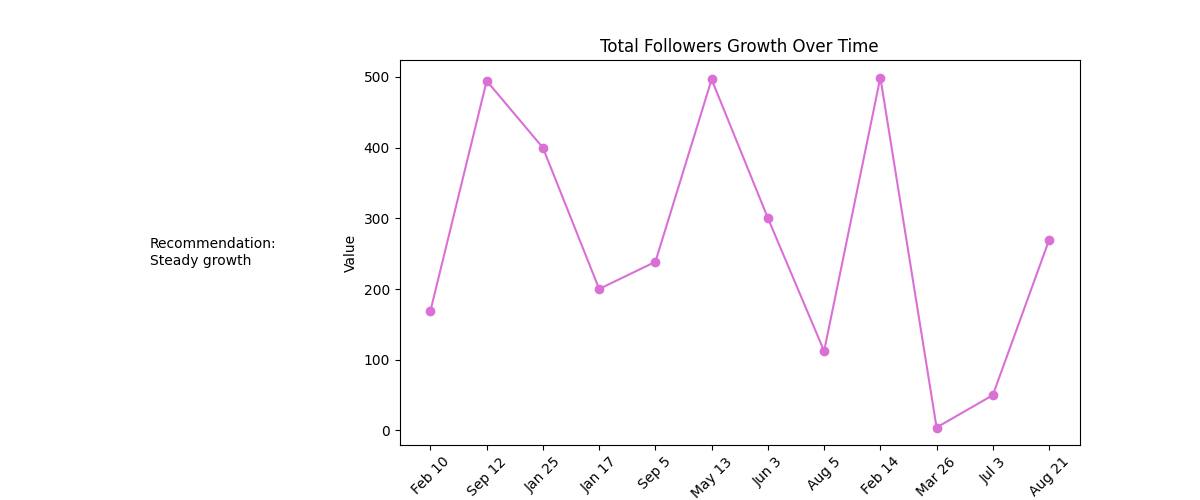 Total Followers Growth Over Time
Recommendation:
Steady growth
Value
500
400
300
200
100
0
Feb 10
Sep 12
Jan 25
Jan 17
Sep 5
May 13
Jun 3
Aug 5
Feb 14
Mar 26
Jul 3
Aug 21